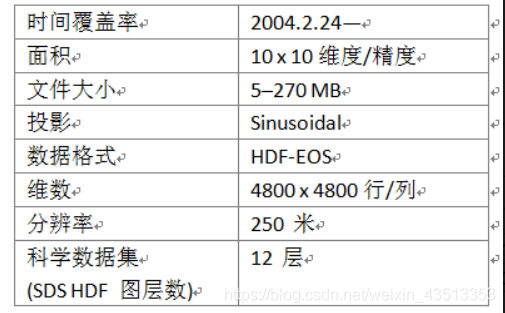 时间覆盖率 2004.2.24—
面积 10 x 10 维度/精度
文件大小 5–270 MB
投影 Sinusoidal
数据格式 HDF-EOS
维数 4800 x 4800 行/列
分辨率 250 米
科学数据集 12 层
(SDS HDF 图层数)
https://blog.csdn.net/weixin_43513353